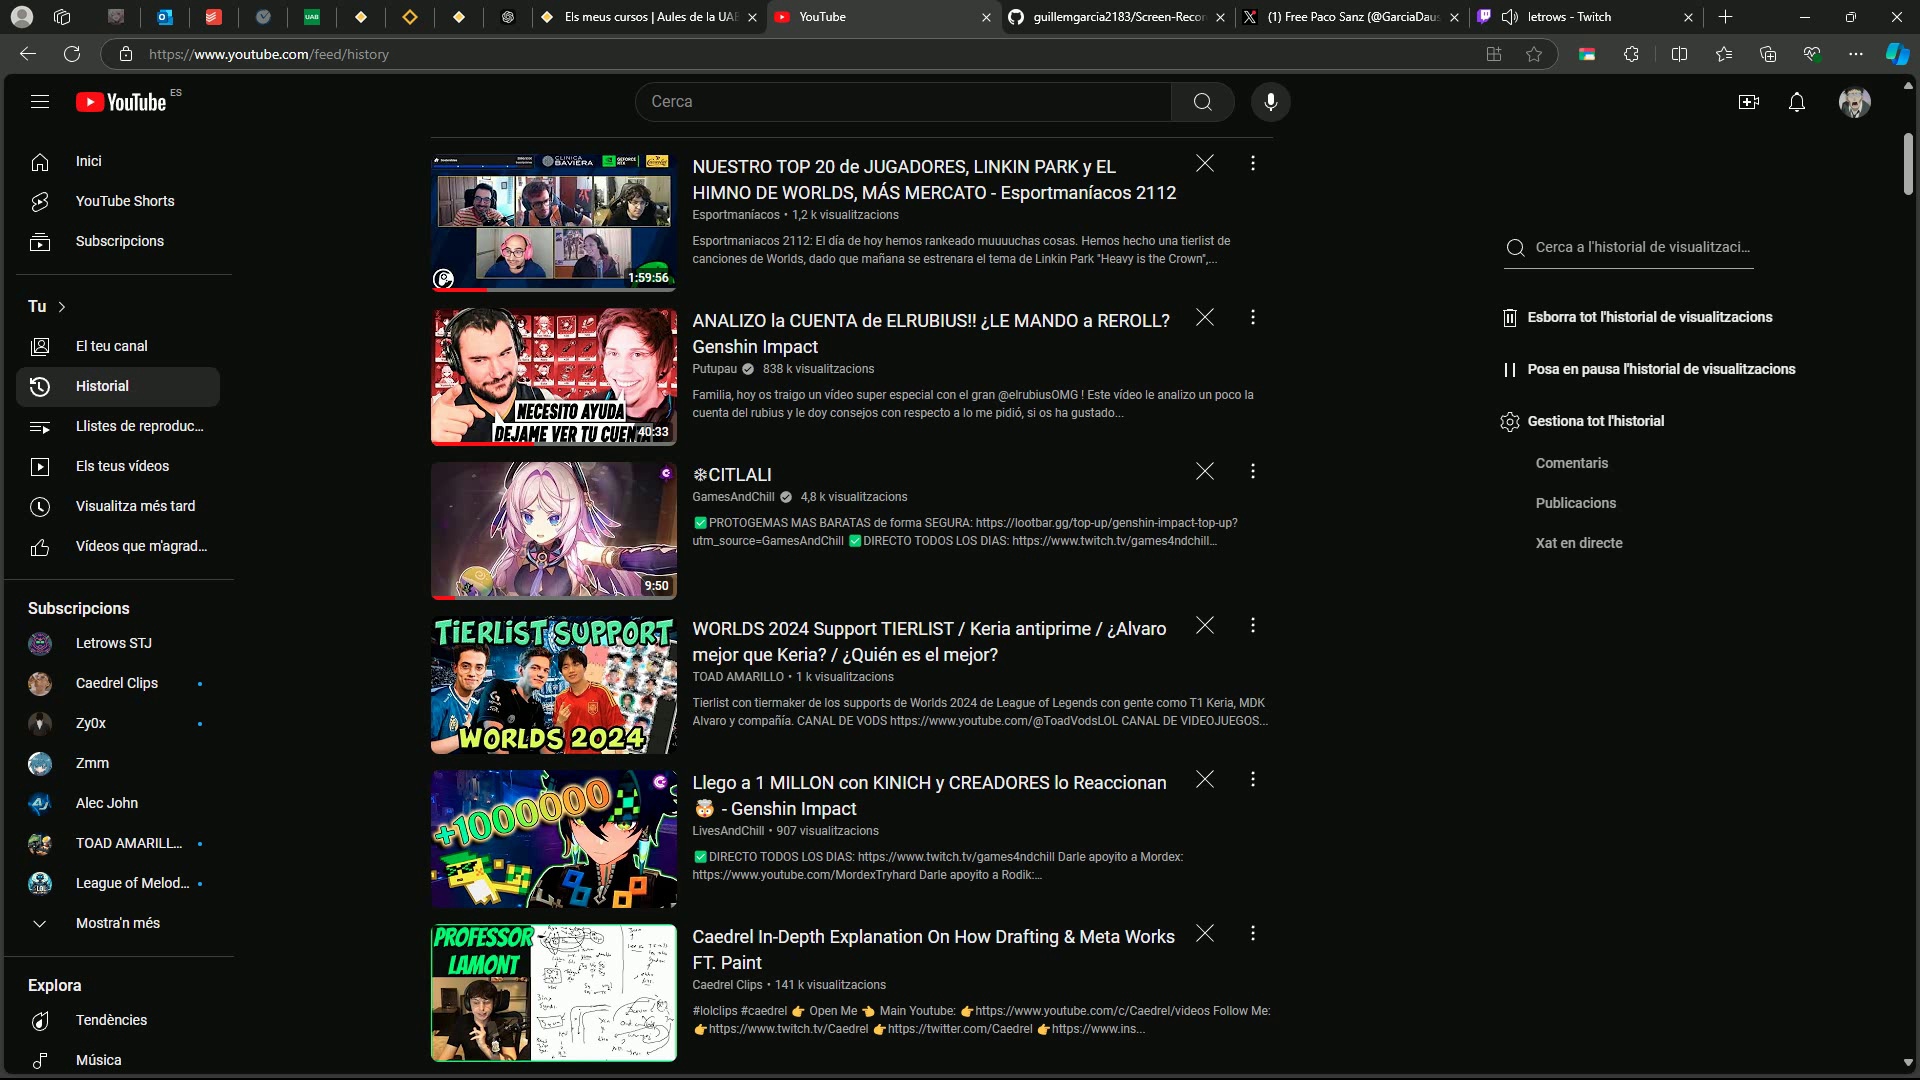 Els meus cursos | Aules de la UAB
YouTube
guillemgarcia2183/Screen-Recor
(1) Free Paco Sanz (@GarciaDaus
letrows - Twitch
https://www.youtube.com/feed/history
YouTube ES
Cerca
Inici
YouTube Shorts
Subscripcions
Tu
El teu canal
Historial
Llistes de reproduc...
Els teus vídeos
Visualitza més tard
Vídeos que m'agrad...
Subscripcions
Letrows STJ
Caedrel Clips
Zy0x
Zmm
Alec John
TOAD AMARILL...
League of Melod...
Mostra'n més
Explora
Tendències
Música
CLINICA BAVIERA
1:59:56
NUESTRO TOP 20 de JUGADORES, LINKIN PARK y EL
HIMNO DE WORLDS, MÁS MERCATO - Esportmaníacos 2112
Esportmaníacos • 1,2 k visualitzacions
Esportmaniacos 2112: El día de hoy hemos rankeado muuuuchas cosas. Hemos hecho una tierlist de
canciones de Worlds, dado que mañana se estrenara el tema de Linkin Park "Heavy is the Crown",...
NECESITO AYUDA
DEJAME VER TU CUENTA
40:33
ANALIZO la CUENTA de ELRUBIUS!! ¿LE MANDO a REROLL?
Genshin Impact
Putupau 838 k visualitzacions
Familia, hoy os traigo un vídeo super especial con el gran @elrubiusOMG ! Este vídeo le analizo un poco la
cuenta del rubius y le doy consejos con respecto a lo me pidió, si os ha gustado...
9:50
❄CITLALI
GamesAndChill 4,8 k visualitzacions
✅PROTOGEMAS MAS BARATAS de forma SEGURA: https://lootbar.gg/top-up/genshin-impact-top-up?
utm_source=GamesAndChill ✅DIRECTO TODOS LOS DIAS: https://www.twitch.tv/games4ndchill...
TIERLIST SUPPORT
WORLDS 2024
WORLDS 2024 Support TIERLIST / Keria antiprime / ¿Alvaro
mejor que Keria? / ¿Quién es el mejor?
TOAD AMARILLO • 1 k visualitzacions
Tierlist con tiermaker de los supports de Worlds 2024 de League of Legends con gente como T1 Keria, MDK
Alvaro y compañía. CANAL DE VODS https://www.youtube.com/@ToadVodsLOL CANAL DE VIDEOJUEGOS...
+1000000
Llego a 1 MILLON con KINICH y CREADORES lo Reaccionan
🤯 - Genshin Impact
LivesAndChill • 907 visualitzacions
✅DIRECTO TODOS LOS DIAS: https://www.twitch.tv/games4ndchill Darle apoyito a Mordex:
https://www.youtube.com/MordexTryhard Darle apoyito a Rodik:...
PROFESSOR
LAMONT
Caedrel In-Depth Explanation On How Drafting & Meta Works
FT. Paint
Caedrel Clips • 141 k visualitzacions
#lolclips #caedrel 👉 Open Me 👈 Main Youtube: 👉https://www.youtube.com/c/Caedrel/videos Follow Me:
👉https://www.twitch.tv/Caedrel 👉https://twitter.com/Caedrel 👉https://www.ins...
Cerca a l'historial de visualitzaci...
Esborra tot l'historial de visualitzacions
Posa en pausa l'historial de visualitzacions
Gestiona tot l'historial
Comentaris
Publicacions
Xat en directe